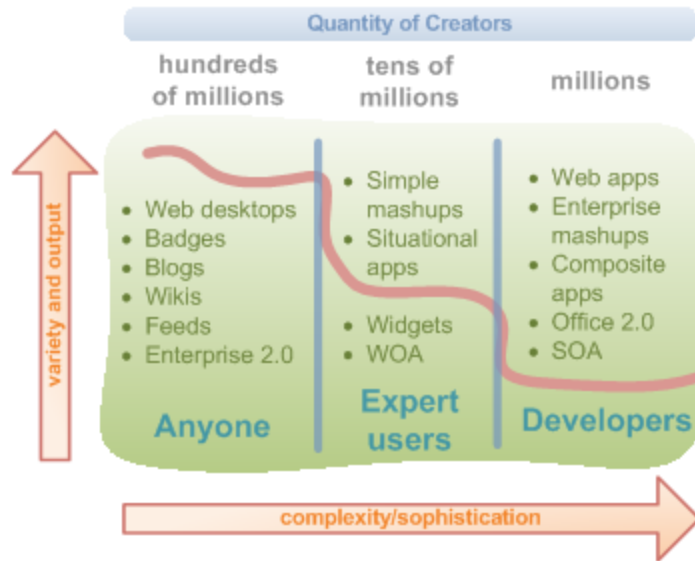 Quantity of Creators
hundreds
of millions
tens of
millions
millions
variety and output
• Web desktops
• Badges
• Blogs
• Wikis
• Feeds
• Enterprise 2.0
Anyone
• Simple
mashups
• Situational
apps
• Widgets
• WOA
Expert
users
• Web apps
• Enterprise
mashups
• Composite
apps
• Office 2.0
• SOA
Developers
complexity/sophistication